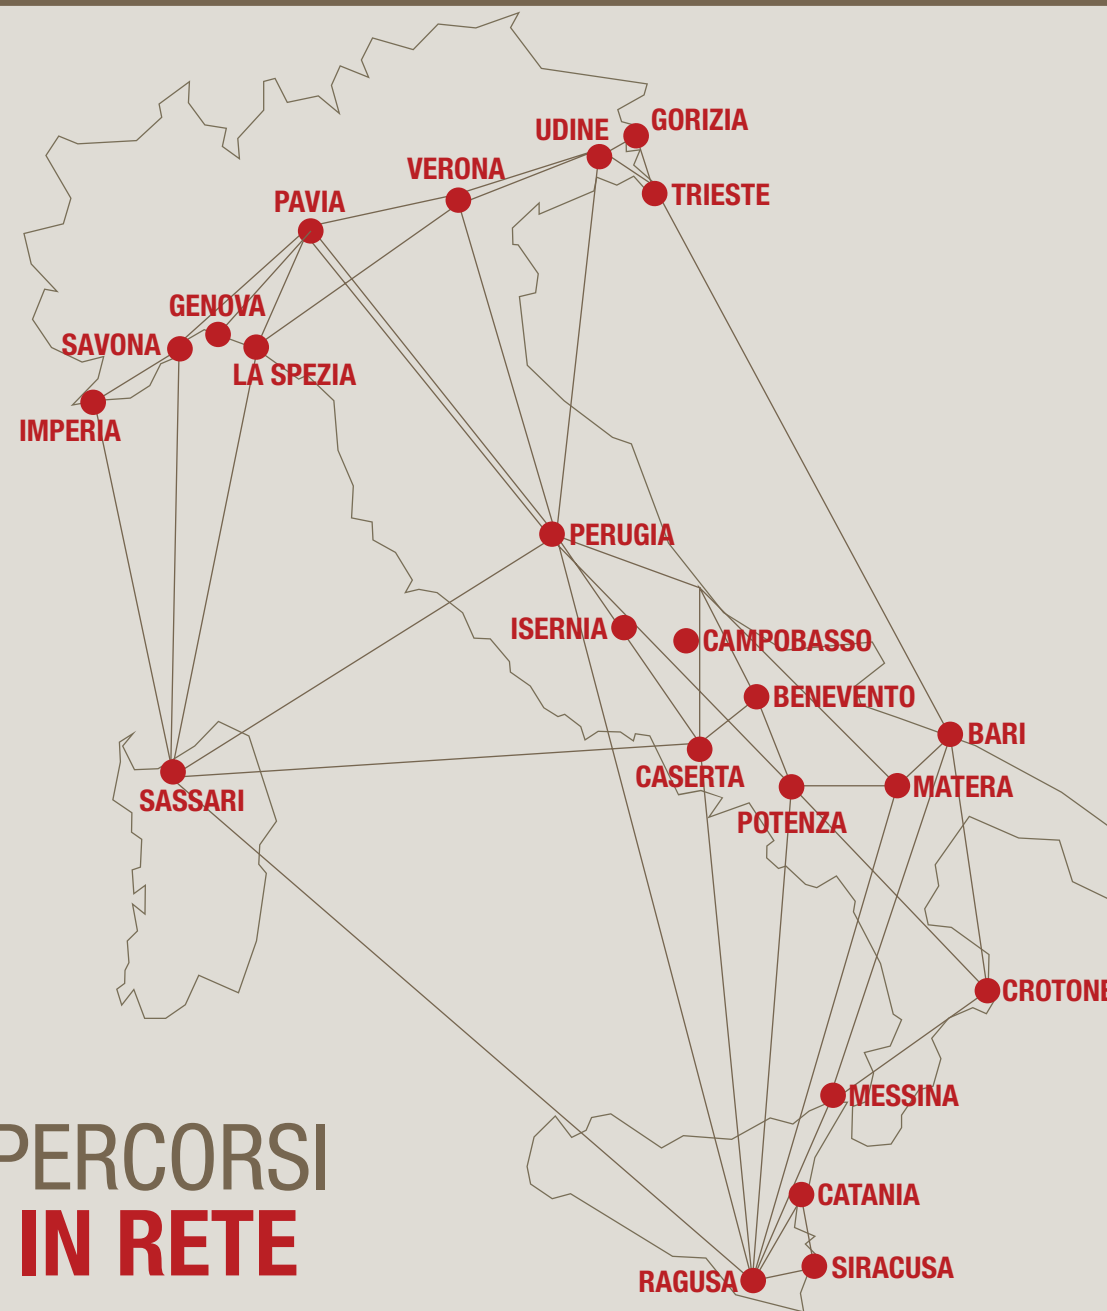 GORIZIA
UDINE
VERONA
TRIESTE
PAVIA
GENOVA
SAVONA
LA SPEZIA
IMPERIA
PERUGIA
ISERNIA
CAMPOBASSO
BENEVENTO
BARI
CASERTA
MATERA
SASSARI
POTENZA
CROTONE
MESSINA
PERCORSI
CATANIA
IN RETE
SIRACUSA
RAGUSA